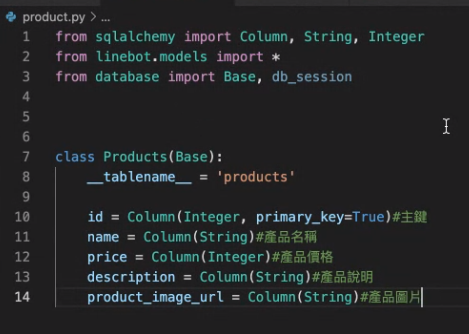 product.py > ...
1 from sqlalchemy import Column, String, Integer
2 from linebot.models import *
3 from database import Base, db_session
4
5
6
7 class Products(Base):
8 __tablename__ = 'products'
9
10 id = Column(Integer, primary_key=True)#主鍵
11 name = Column(String)#產品名稱
12 price = Column(Integer)#產品價格
13 description = Column(String)#產品說明
14 product_image_url = Column(String)#產品圖片